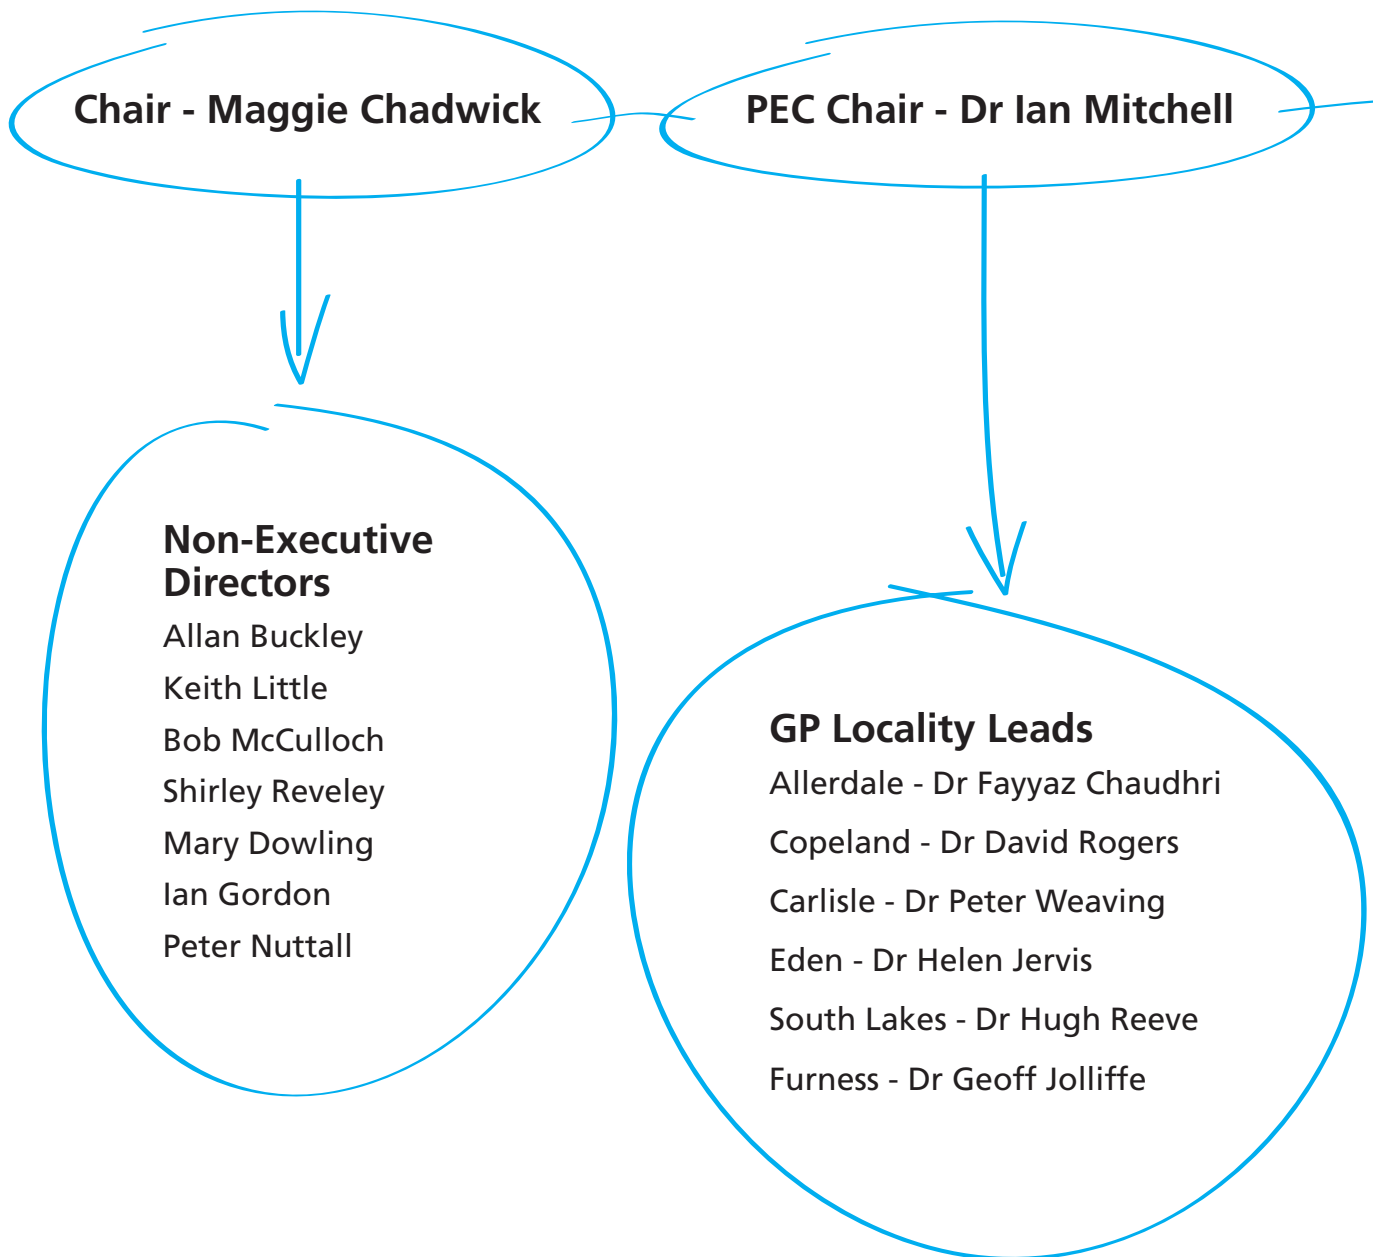 Chair - Maggie Chadwick
PEC Chair - Dr Ian Mitchell
Non-Executive
Directors
Allan Buckley
Keith Little
Bob McCulloch
Shirley Reveley
Mary Dowling
Ian Gordon
Peter Nuttall
GP Locality Leads
Allerdale - Dr Fayyaz Chaudhri
Copeland - Dr David Rogers
Carlisle - Dr Peter Weaving
Eden - Dr Helen Jervis
South Lakes - Dr Hugh Reeve
Furness - Dr Geoff Jolliffe